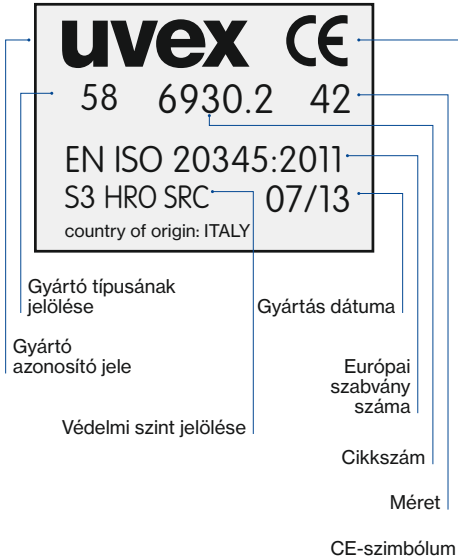 uvex CE
58 6930.2 42
EN ISO 20345:2011
S3 HRO SRC 07/13
country of origin: ITALY
Gyártó típusának
jelölése
Gyártás dátuma
Gyártó
azonosító jele
Európai
szabvány
száma
Védelmi szint jelölése
Cikkszám
Méret
CE-szimbólum